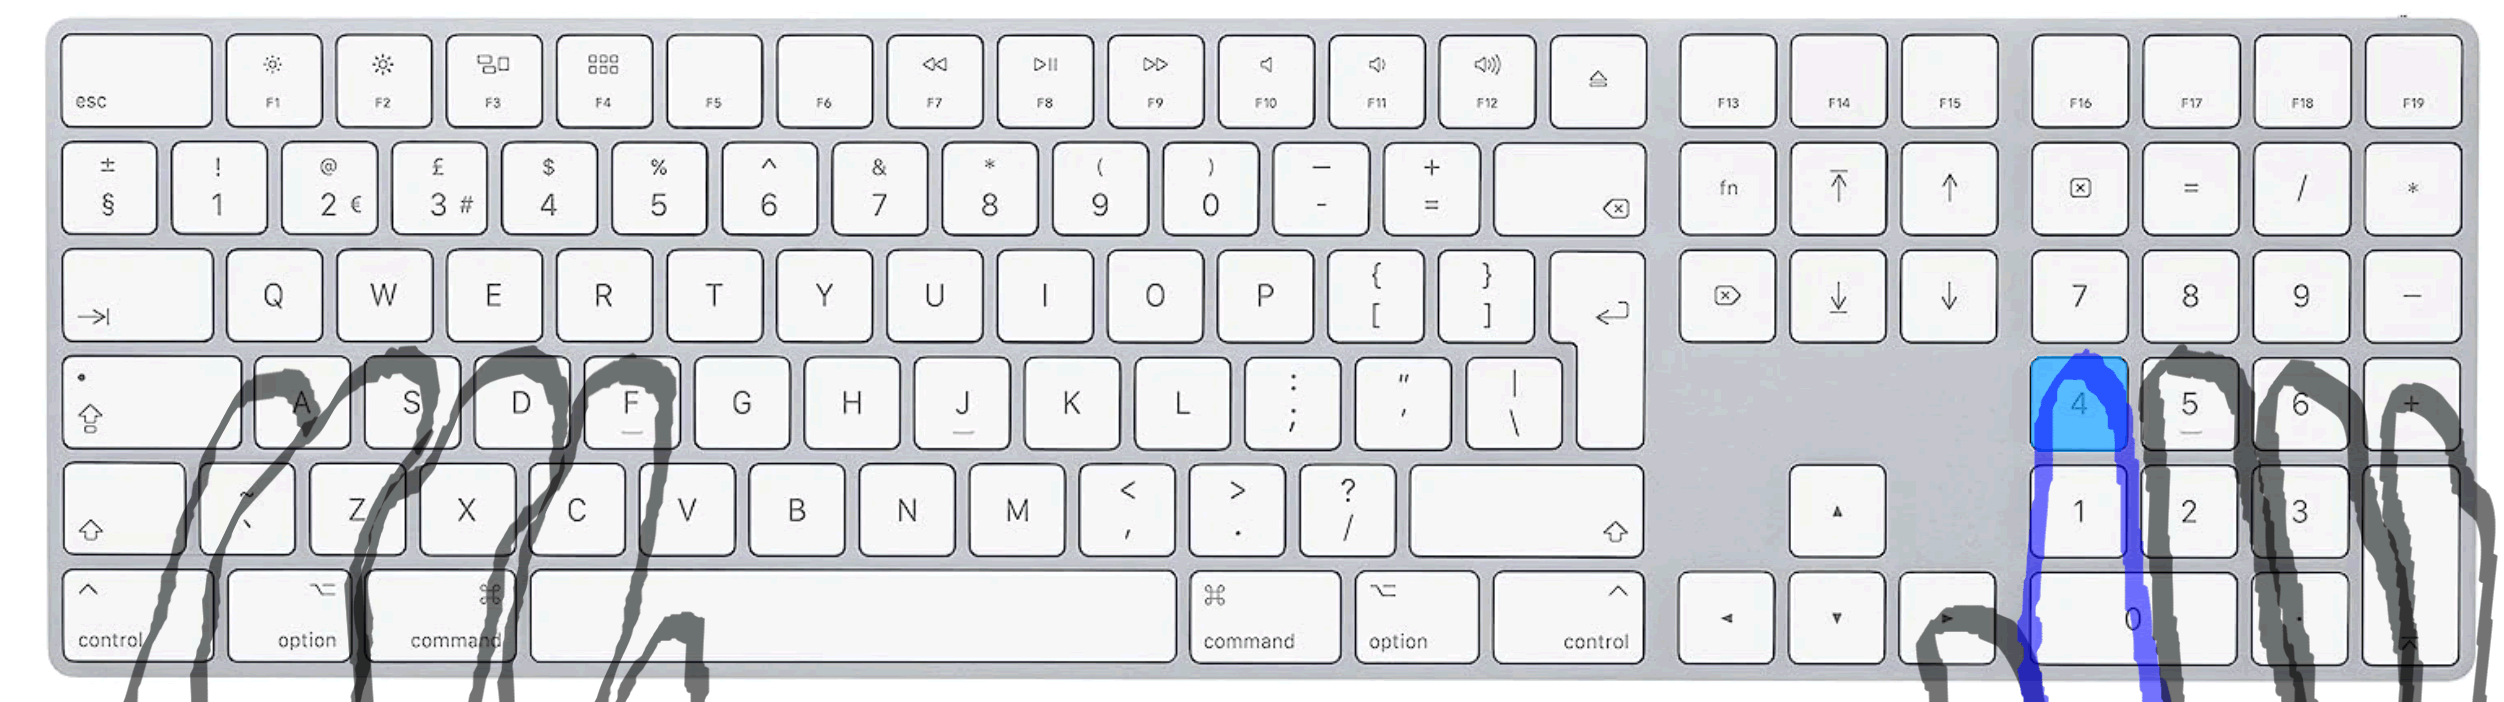 esc F1 F2 F3 F4 F5 F6 F7 F8 F9 F10 F11 F12 F13 F14 F15 F16 F17 F18 F19
± ! @ £ $ % ^ & * ( ) — +
§ 1 2 € 3 # 4 5 6 7 8 9 0 - = fn = / *
Q W E R T Y U I O P { [ } ] 7 8 9 −
A S D F G H J K L : ; " ' | \ 4 5 6 +
~ ` Z X C V B N M < , > . ? / 1 2 3
control option command command option control 0 .